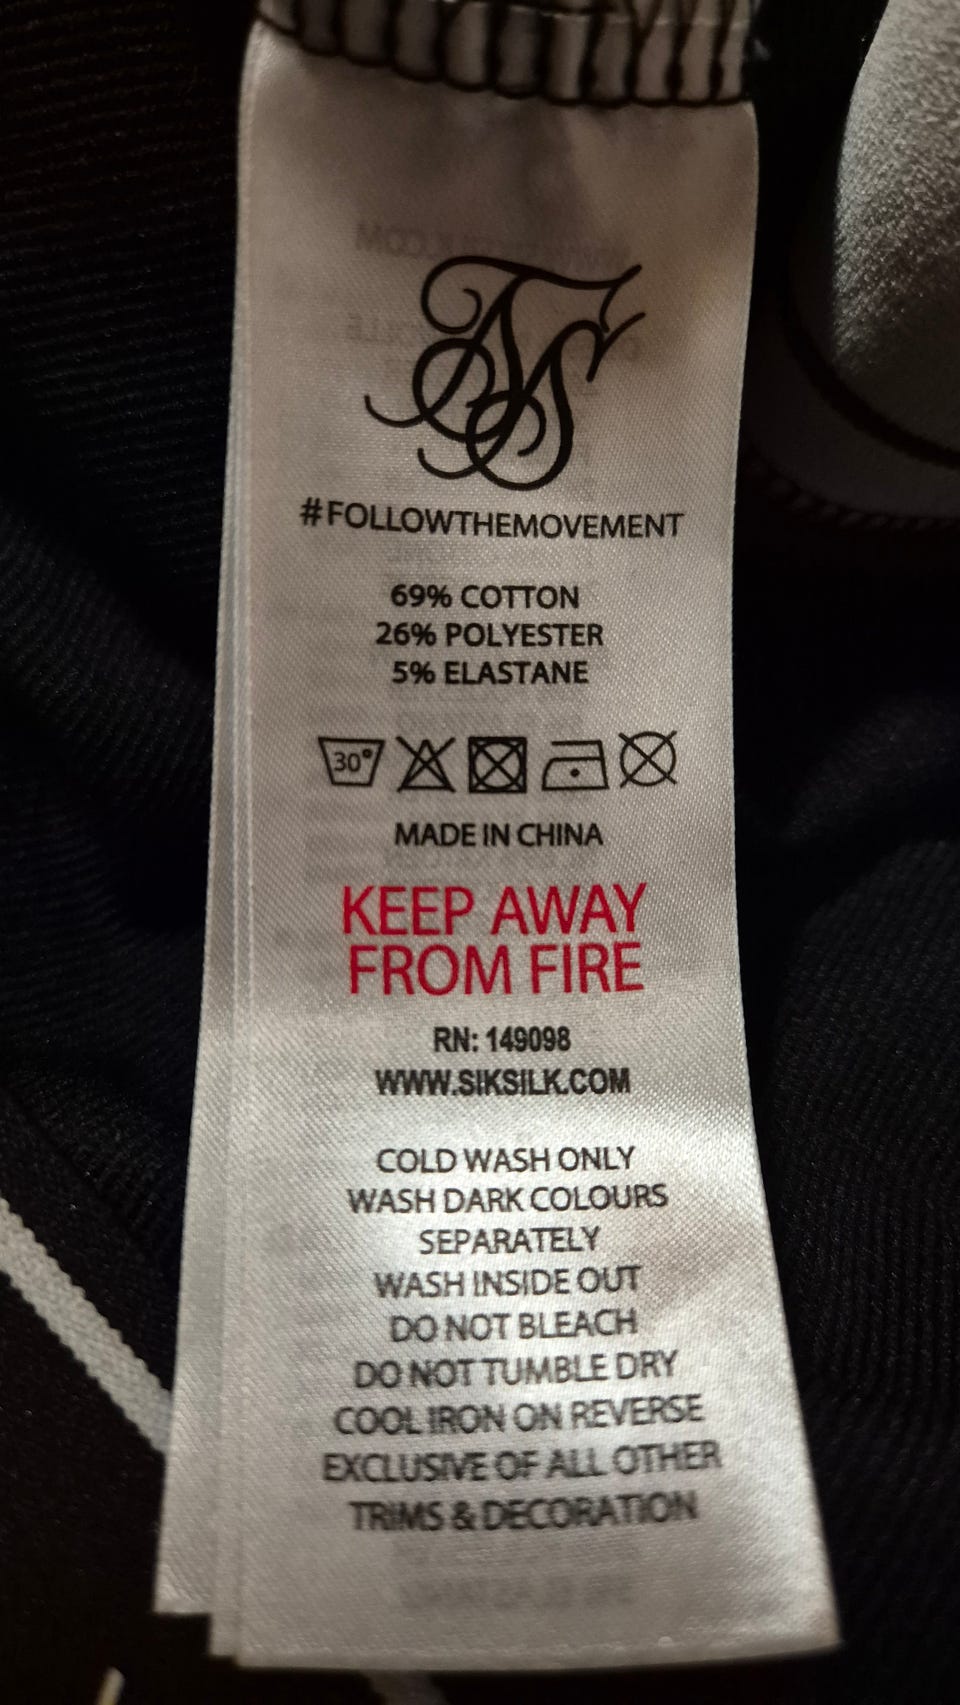 #FOLLOWTHEMOVEMENT
69% COTTON
26% POLYESTER
5% ELASTANE
30°
MADE IN CHINA
KEEP AWAY
FROM FIRE
RN: 149098
WWW.SIKSILK.COM
COLD WASH ONLY
WASH DARK COLOURS
SEPARATELY
WASH INSIDE OUT
DO NOT BLEACH
DO NOT TUMBLE DRY
COOL IRON ON REVERSE
EXCLUSIVE OF ALL OTHER
TRIMS & DECORATION